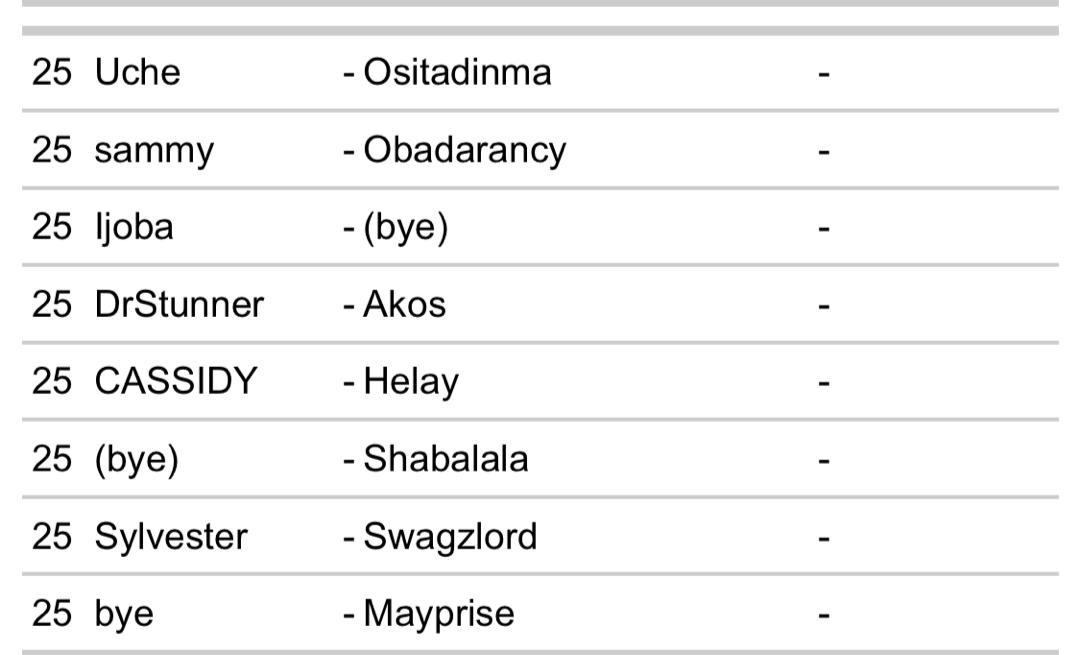 25 Uche - Ositadinma -
25 sammy - Obadarancy -
25 Ijoba - (bye) -
25 DrStunner - Akos -
25 CASSIDY - Helay -
25 (bye) - Shabalala -
25 Sylvester - Swagzlord -
25 bye - Mayprise -